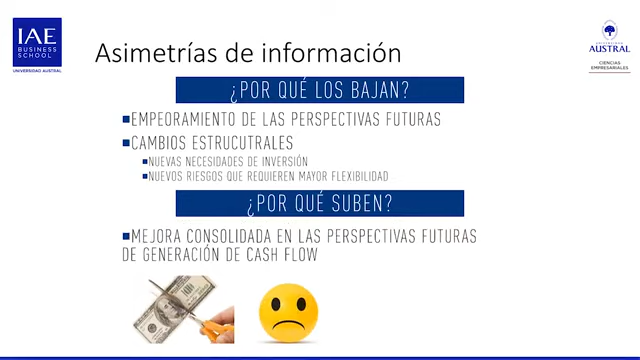 IAE
BUSINESS
SCHOOL
UNIVERSIDAD AUSTRAL
Asimetrías de información
UNIVERSIDAD
AUSTRAL
CIENCIAS
EMPRESARIALES
¿POR QUÉ LOS BAJAN?
EMPEORAMIENTO DE LAS PERSPECTIVAS FUTURAS
CAMBIOS ESTRUCUTRALES
NUEVAS NECESIDADES DE INVERSIÓN
NUEVOS RIESGOS QUE REQUIEREN MAYOR FLEXIBILIDAD
¿POR QUÉ SUBEN?
MEJORA CONSOLIDADA EN LAS PERSPECTIVAS FUTURAS
DE GENERACIÓN DE CASH FLOW